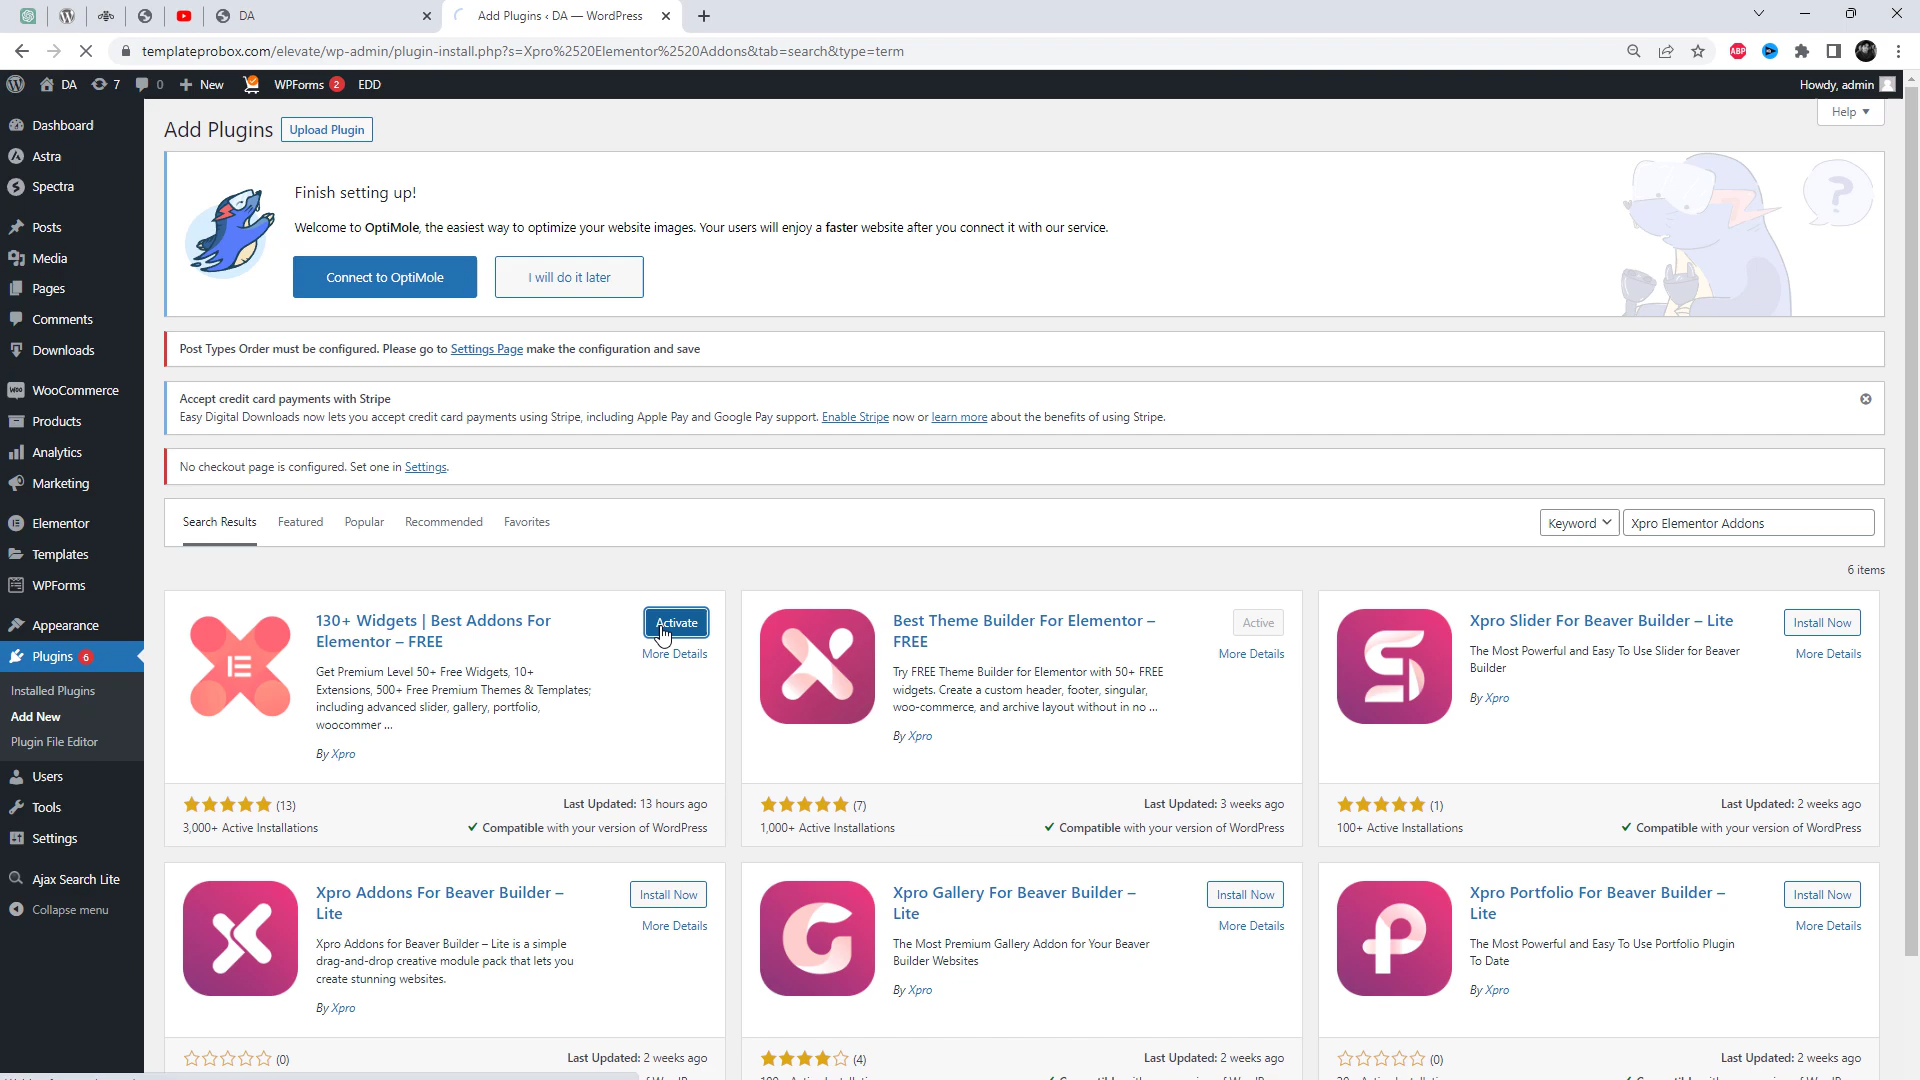 DA
Add Plugins ‹ DA — WordPress
templateprobox.com/elevate/wp-admin/plugin-install.php?s=Xpro%2520Elementor%2520Addons&tab=search&type=term
ABP
DA 7 0 New WPForms 2 EDD
Howdy, admin
Help
Dashboard
Astra
Spectra
Posts
Media
Pages
Comments
Downloads
WooCommerce
Products
Analytics
Marketing
Elementor
Templates
WPForms
Appearance
Plugins 6
Installed Plugins
Add New
Plugin File Editor
Users
Tools
Settings
Ajax Search Lite
Collapse menu
Add Plugins Upload Plugin
Finish setting up!
Welcome to OptiMole, the easiest way to optimize your website images. Your users will enjoy a faster website after you connect it with our service.
Connect to OptiMole I will do it later
Post Types Order must be configured. Please go to Settings Page make the configuration and save
Accept credit card payments with Stripe
Easy Digital Downloads now lets you accept credit card payments using Stripe, including Apple Pay and Google Pay support. Enable Stripe now or learn more about the benefits of using Stripe.
No checkout page is configured. Set one in Settings.
Search Results Featured Popular Recommended Favorites
Keyword Xpro Elementor Addons
6 items
130+ Widgets | Best Addons For
Elementor – FREE
Activate
More Details
Get Premium Level 50+ Free Widgets, 10+
Extensions, 500+ Free Premium Themes & Templates;
including advanced slider, gallery, portfolio,
woocommer ...
By Xpro
(13)
Last Updated: 13 hours ago
3,000+ Active Installations
Compatible with your version of WordPress
Best Theme Builder For Elementor –
FREE
Active
More Details
Try FREE Theme Builder for Elementor with 50+ FREE
widgets. Create a custom header, footer, singular,
woo-commerce, and archive layout without in no ...
By Xpro
(7)
Last Updated: 3 weeks ago
1,000+ Active Installations
Compatible with your version of WordPress
Xpro Slider For Beaver Builder – Lite
Install Now
More Details
The Most Powerful and Easy To Use Slider for Beaver
Builder
By Xpro
(1)
Last Updated: 2 weeks ago
100+ Active Installations
Compatible with your version of WordPress
Xpro Addons For Beaver Builder –
Lite
Install Now
More Details
Xpro Addons for Beaver Builder – Lite is a simple
drag-and-drop creative module pack that lets you
create stunning websites.
By Xpro
(0)
Last Updated: 2 weeks ago
Xpro Gallery For Beaver Builder –
Lite
Install Now
More Details
The Most Premium Gallery Addon for Your Beaver
Builder Websites
By Xpro
(4)
Last Updated: 2 weeks ago
Xpro Portfolio For Beaver Builder –
Lite
Install Now
More Details
The Most Powerful and Easy To Use Portfolio Plugin
To Date
By Xpro
(0)
Last Updated: 2 weeks ago